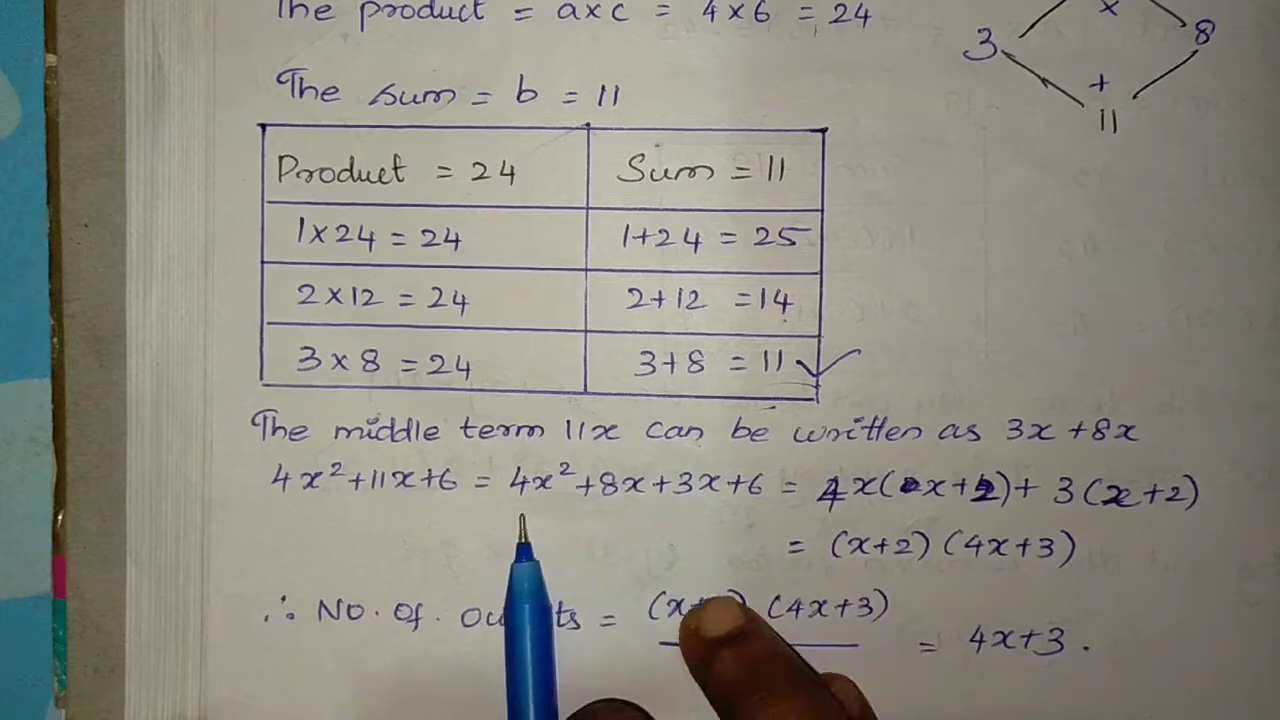 The product = a×c = 4×6 = 24
×
3 8
+
11
The sum = b = 11
Product = 24 Sum = 11
1×24 = 24 1+24 = 25
2×12 = 24 2+12 = 14
3×8 = 24 3+8 = 11 ✓
The middle term 11x can be written as 3x+8x
4x²+11x+6 = 4x²+8x+3x+6 = 4x(x+2)+ 3(x+2)
= (x+2)(4x+3)
∴ No. of = (x (4x+3) = 4x+3.